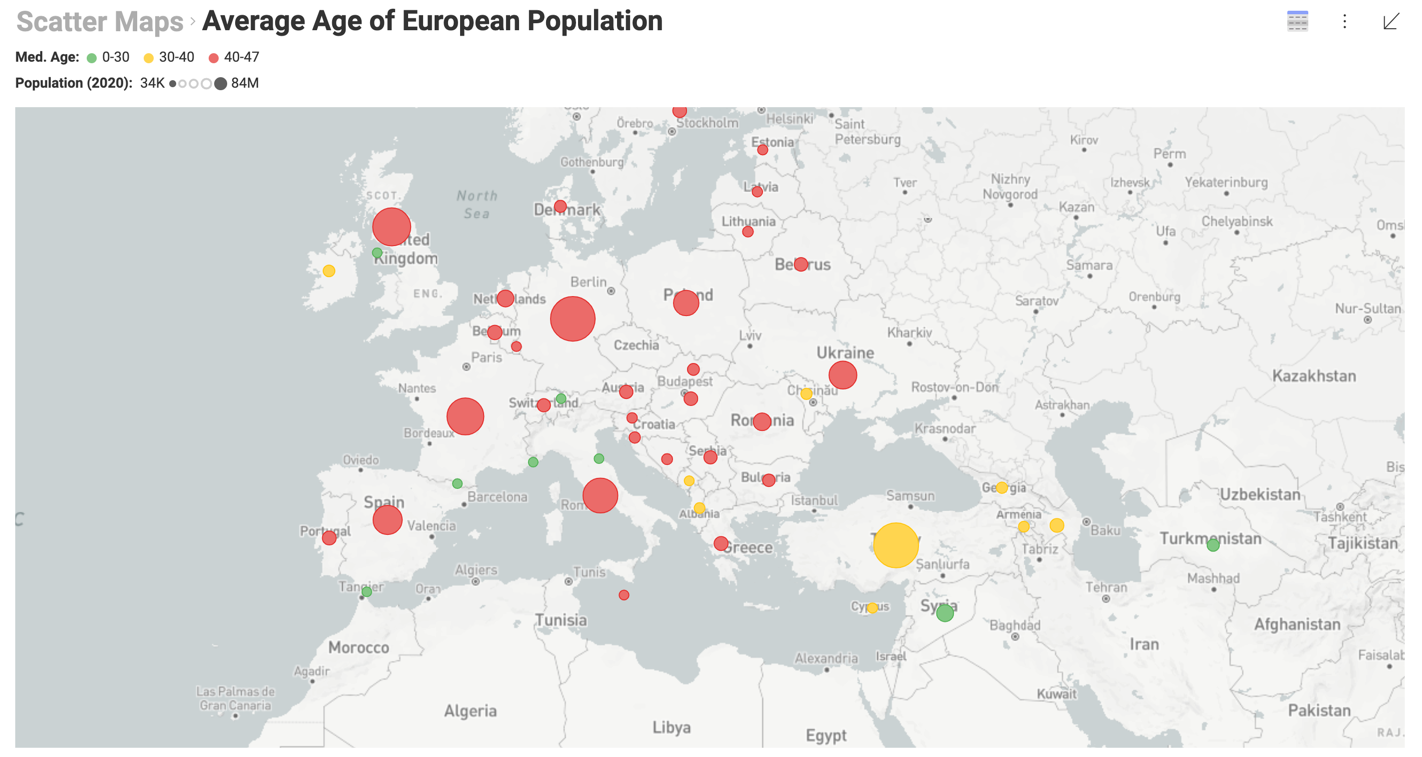 Scatter Maps › Average Age of European Population
Med. Age: 0-30 30-40 40-47
Population (2020): 34K 84M
Oslo
Stockholm
Helsinki
Saint
Petersburg
Örebro
Estonia
Kirov
Perm
Gothenburg
SCOT.
North
Sea
Latvia
Tver
Nizhny
Novgorod
Izhevsk
Yekaterinburg
Denmark
Kazan
Lithuania
Ufa
Chelyabinsk
Oms
United
Kingdom
Belarus
Samara
ENG.
Berlin
Netherlands
Poland
Saratov
Orenburg
Nur-Sultan
Belgium
Czechia
Lviv
Kharkiv
Paris
Ukraine
Kazakhstan
Nantes
Austria
Budapest
Chișinău
Rostov-on-Don
Switzerland
Astrakhan
Croatia
Romania
Krasnodar
Bordeaux
Serbia
Oviedo
Bulgaria
Georgia
Bis
Uzbekistan
Barcelona
Istanbul
Samsun
Spain
Rome
Albania
Armenia
Tashkent
C
Portugal
Valencia
Greece
Turkey
Baku
Turkmenistan
Tajikistan
Tabriz
Şanlıurfa
Algiers
Tunis
Mashhad
Tangier
Oran
Tehran
Cyprus
Syria
Tunisia
Baghdad
Afghanistan
Morocco
Alexandria
Israel
Iran
Faisalab
Agadir
Las Palmas de
Gran Canaria
Kuwait
Algeria
Pakistan
Libya
Egypt
RAJ.